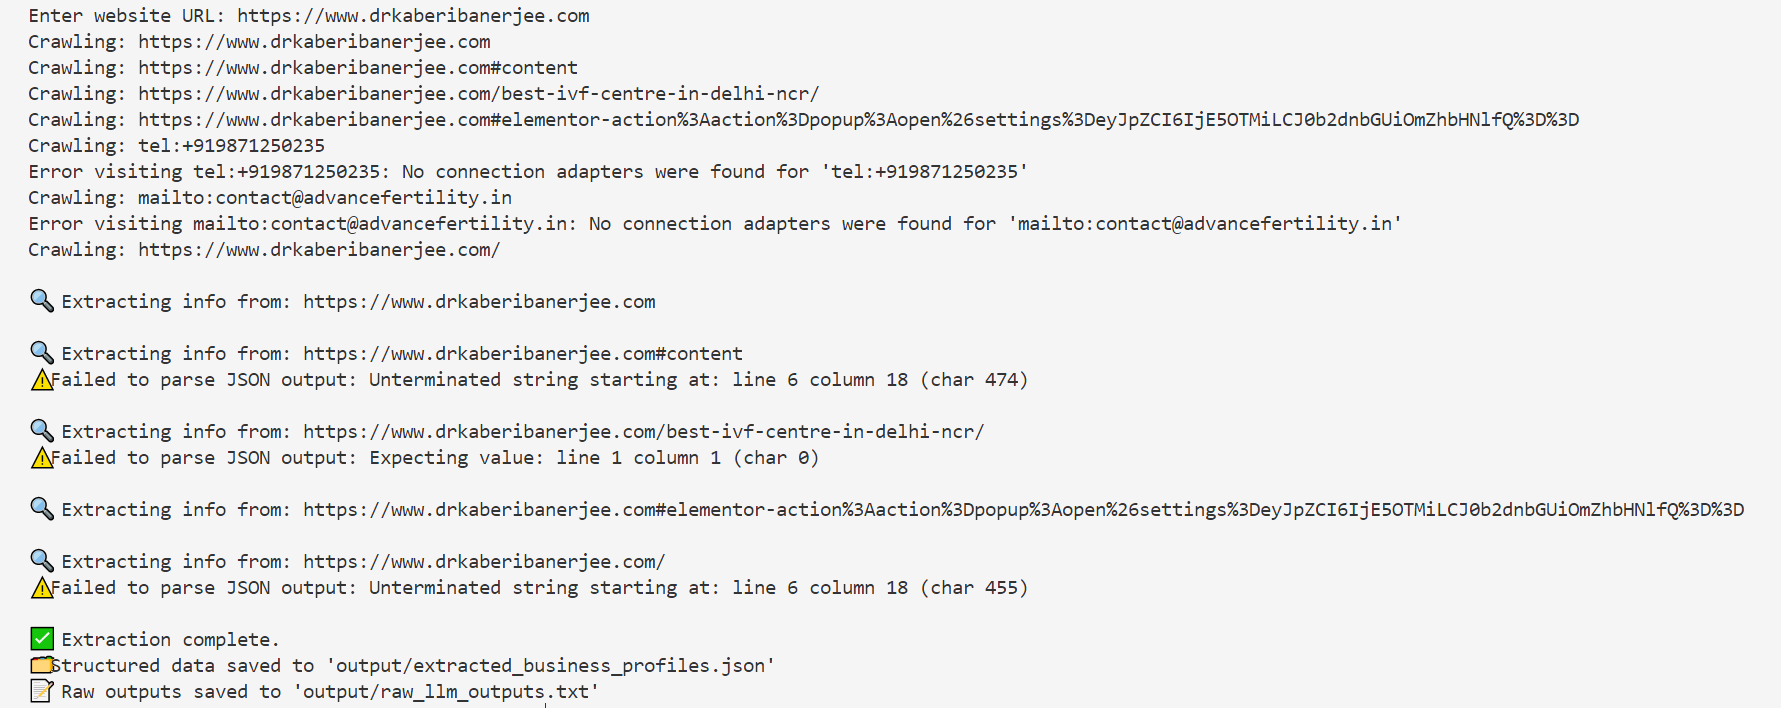 Enter website URL: https://www.drkaberibanerjee.com
Crawling: https://www.drkaberibanerjee.com
Crawling: https://www.drkaberibanerjee.com#content
Crawling: https://www.drkaberibanerjee.com/best-ivf-centre-in-delhi-ncr/
Crawling: https://www.drkaberibanerjee.com#elementor-action%3Aaction%3Dpopup%3Aopen%26settings%3DeyJpZCI6IjE5OTMiLCJ0b2dnbGUiOmZhbHNlfQ%3D%3D
Crawling: tel:+919871250235
Error visiting tel:+919871250235: No connection adapters were found for 'tel:+919871250235'
Crawling: mailto:contact@advancefertility.in
Error visiting mailto:contact@advancefertility.in: No connection adapters were found for 'mailto:contact@advancefertility.in'
Crawling: https://www.drkaberibanerjee.com/
🔍 Extracting info from: https://www.drkaberibanerjee.com
🔍 Extracting info from: https://www.drkaberibanerjee.com#content
⚠️Failed to parse JSON output: Unterminated string starting at: line 6 column 18 (char 474)
🔍 Extracting info from: https://www.drkaberibanerjee.com/best-ivf-centre-in-delhi-ncr/
⚠️Failed to parse JSON output: Expecting value: line 1 column 1 (char 0)
🔍 Extracting info from: https://www.drkaberibanerjee.com#elementor-action%3Aaction%3Dpopup%3Aopen%26settings%3DeyJpZCI6IjE5OTMiLCJ0b2dnbGUiOmZhbHNlfQ%3D%3D
🔍 Extracting info from: https://www.drkaberibanerjee.com/
⚠️Failed to parse JSON output: Unterminated string starting at: line 6 column 18 (char 455)
✅ Extraction complete.
🗂️Structured data saved to 'output/extracted_business_profiles.json'
📝 Raw outputs saved to 'output/raw_llm_outputs.txt'